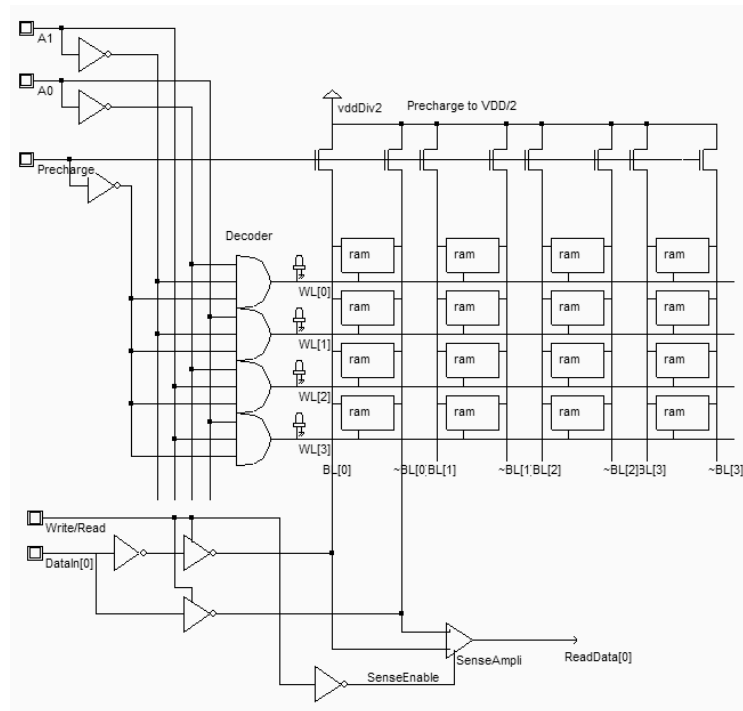 A1
A0
vddDiv2 Precharge to VDD/2
Precharge
Decoder
ram ram ram ram
WL[0]
ram ram ram ram
WL[1]
ram ram ram ram
WL[2]
ram ram ram ram
WL[3]
BL[0] ~BL[0 BL[1] ~BL[1 BL[2] ~BL[2 BL[3] ~BL[3]
Write/Read
DataIn[0]
SenseAmpli ReadData[0]
SenseEnable